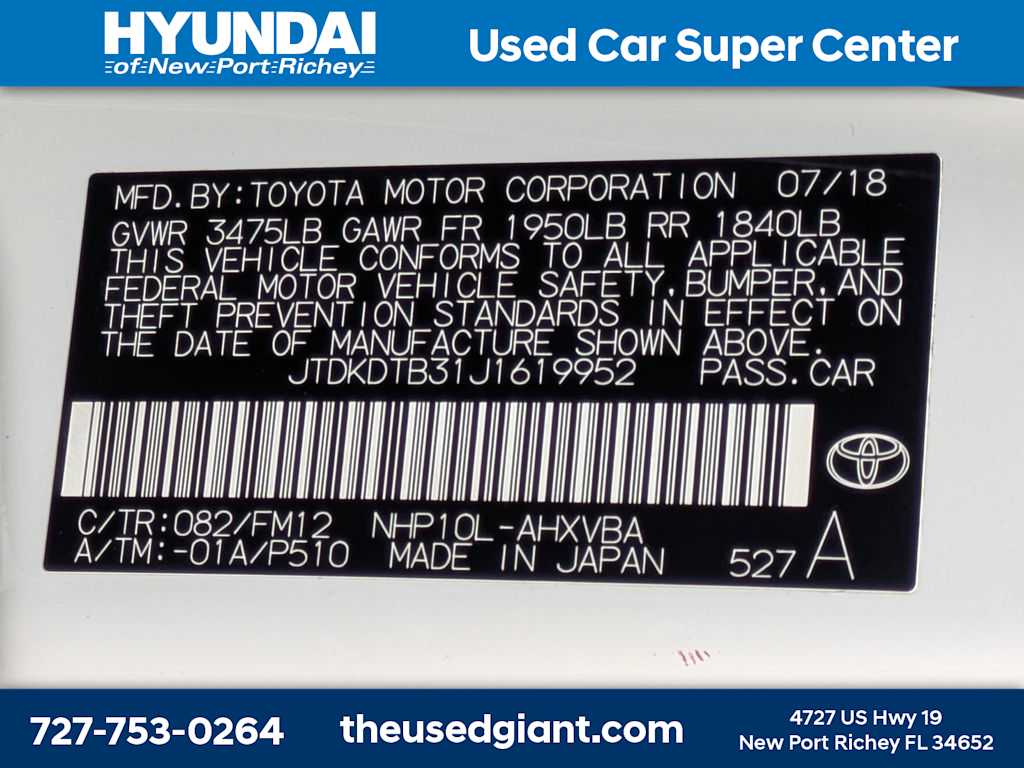 HYUNDAI
of New Port Richey
Used Car Super Center
MFD.BY:TOYOTA MOTOR CORPORATION 07/18
GVWR 3475LB GAWR FR 1950LB RR 1840LB
THIS VEHICLE CONFORMS TO ALL APPLICABLE
FEDERAL MOTOR VEHICLE SAFETY,BUMPER,AND
THEFT PREVENTION STANDARDS IN EFFECT ON
THE DATE OF MANUFACTURE SHOWN ABOVE.
JTDKDTB31J1619952 PASS.CAR
C/TR:082/FM12 NHP10L-AHXVBA
A/TM:-01A/P510 MADE IN JAPAN 527 A
727-753-0264
theusedgiant.com
4727 US Hwy 19
New Port Richey FL 34652